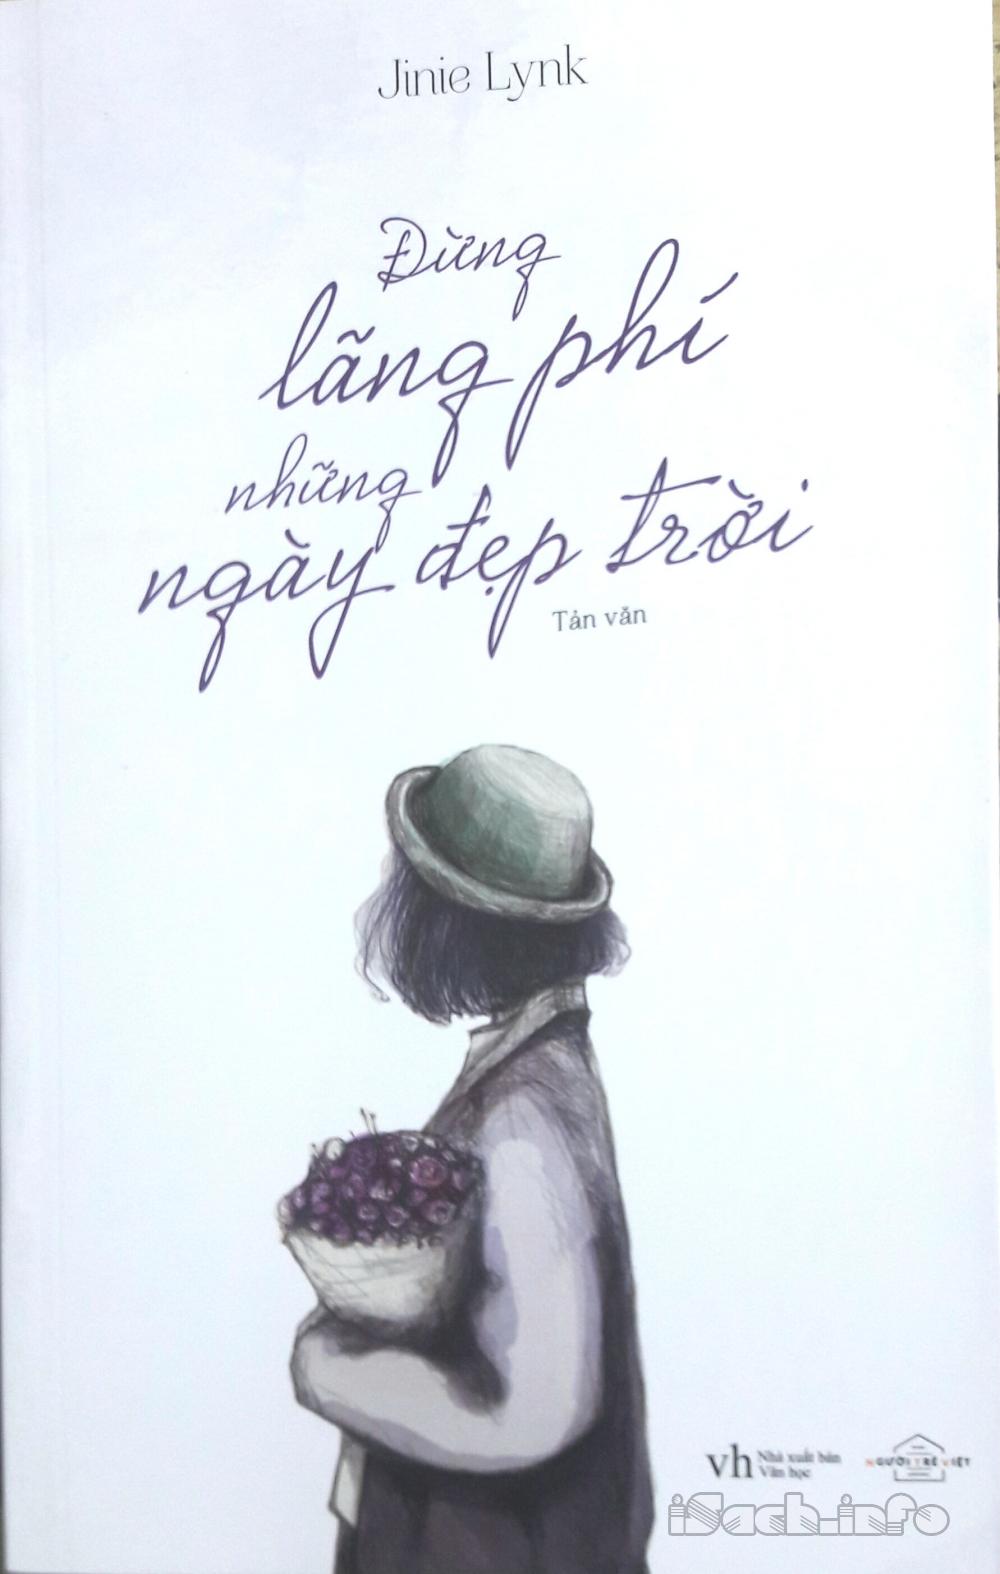 Jinie Lynk
Đừng
lãng phí
những
ngày đẹp trời
Tản văn
vh Nhà xuất bản
Văn học
NGƯỜI TRẺ VIỆT
iSach.info